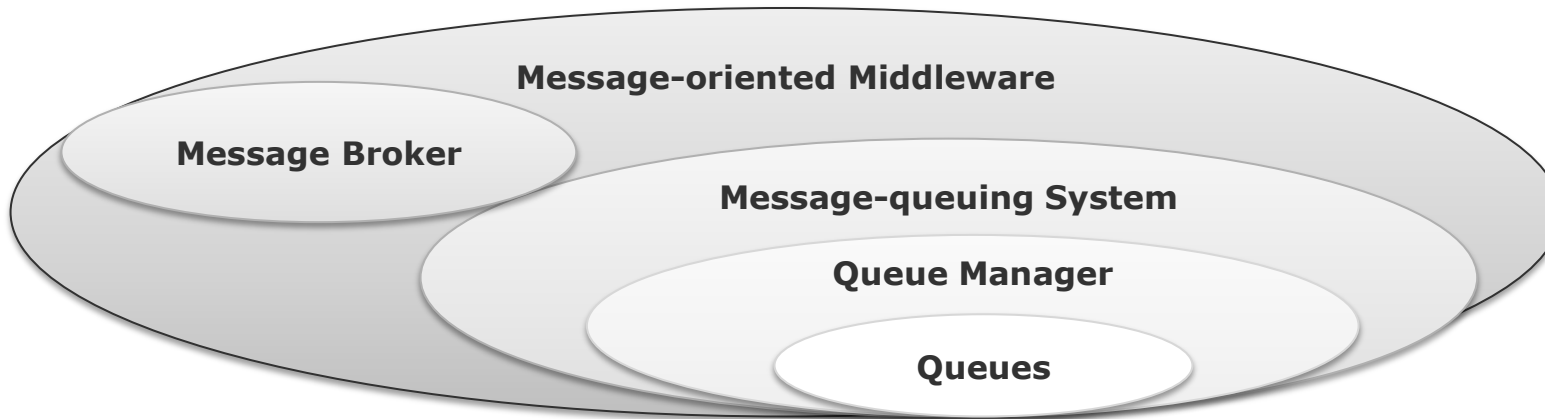 Message-oriented Middleware
Message Broker
Message-queuing System
Queue Manager
Queues